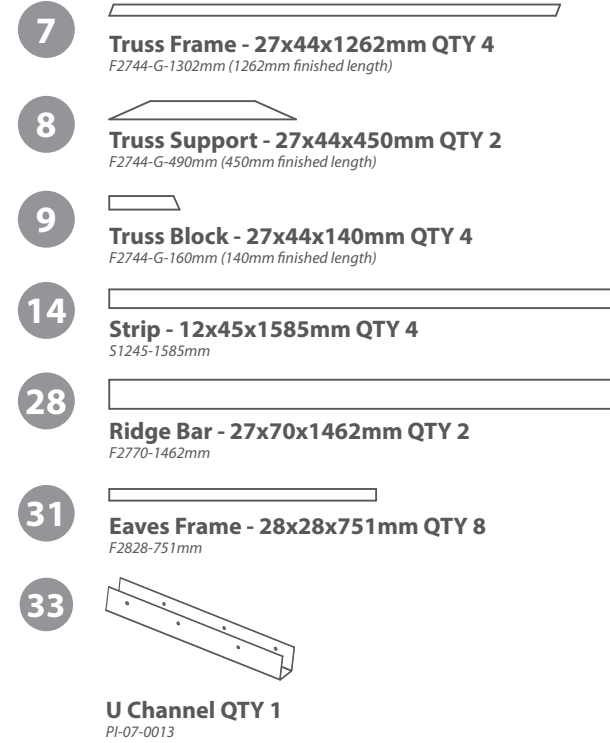 7
Truss Frame - 27x44x1262mm QTY 4
F2744-G-1302mm (1262mm finished length)
8
Truss Support - 27x44x450mm QTY 2
F2744-G-490mm (450mm finished length)
9
Truss Block - 27x44x140mm QTY 4
F2744-G-160mm (140mm finished length)
14
Strip - 12x45x1585mm QTY 4
S1245-1585mm
28
Ridge Bar - 27x70x1462mm QTY 2
F2770-1462mm
31
Eaves Frame - 28x28x751mm QTY 8
F2828-751mm
33
U Channel QTY 1
PI-07-0013